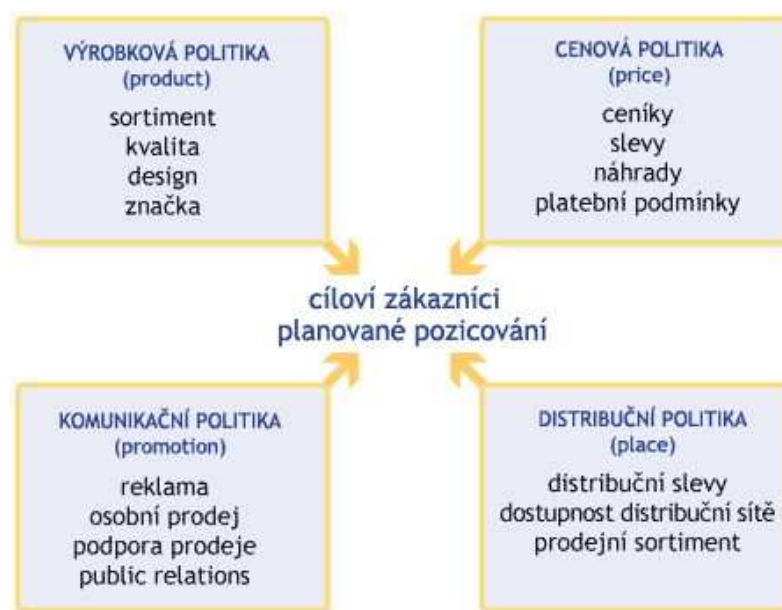 VÝROBKOVÁ POLITIKA
(product)
sortiment
kvalita
design
značka
CENOVÁ POLITIKA
(price)
ceníky
slevy
náhrady
platební podmínky
cíloví zákazníci
planované pozicování
KOMUNIKAČNÍ POLITIKA
(promotion)
reklama
osobní prodej
podpora prodeje
public relations
DISTRIBUČNÍ POLITIKA
(place)
distribuční slevy
dostupnost distribuční sítě
prodejní sortiment